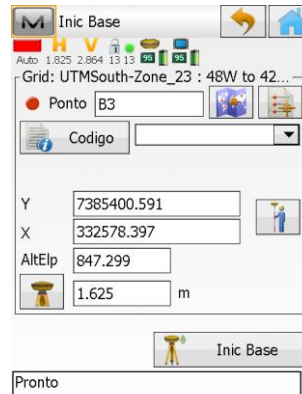 M Inic Base
H V
Auto 1.825 2.864 13 13 95 95
Grid: UTMSouth-Zone_23 : 48W to 42...
Ponto B3
Codigo
Y 7385400.591
X 332578.397
AltElp 847.299
1.625 m
Inic Base
Pronto